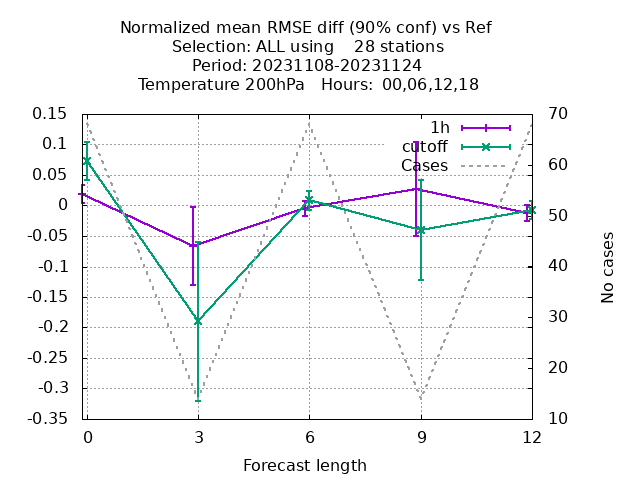 Normalized mean RMSE diff (90% conf) vs Ref
Selection: ALL using    28 stations
Period: 20231108-20231124
Temperature 200hPa   Hours:  00,06,12,18
1h
cutoff
Cases
0.15
0.1
0.05
0
-0.05
-0.1
-0.15
-0.2
-0.25
-0.3
-0.35
70
60
50
40
30
20
10
No cases
0 3 6 9 12
Forecast length